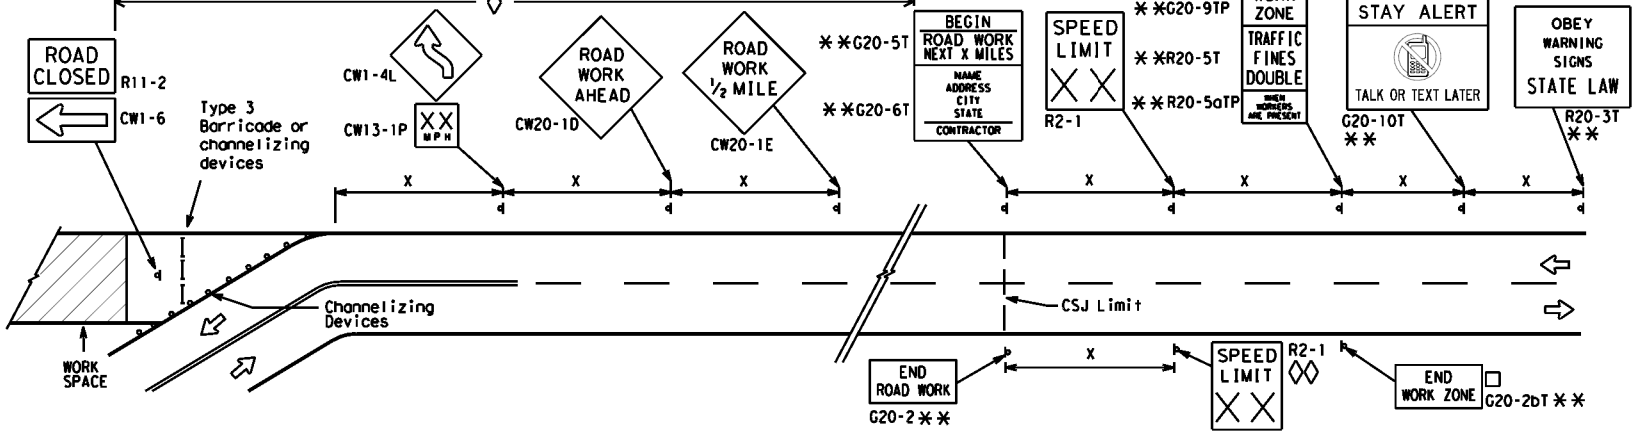 ROAD
CLOSED
R11-2
CW1-6
Type 3
Barricade or
channelizing
devices
CW1-4L
XX
MPH
CW13-1P
ROAD
WORK
AHEAD
CW20-1D
ROAD
WORK
1/2 MILE
CW20-1E
* *G20-5T
BEGIN
ROAD WORK
NEXT X MILES
* *G20-6T
NAME
ADDRESS
CITY
STATE
CONTRACTOR
SPEED
LIMIT
X X
R2-1
* *G20-9TP
ZONE
* *R20-5T
TRAFFIC
FINES
DOUBLE
* *R20-5aTP
WHEN
WORKERS
ARE PRESENT
STAY ALERT
TALK OR TEXT LATER
G20-10T
* *
OBEY
WARNING
SIGNS
STATE LAW
R20-3T
* *
X
X
X
X
X
X
X
Channelizing
Devices
CSJ Limit
WORK
SPACE
END
ROAD WORK
G20-2 * *
X
SPEED
LIMIT
X X
R2-1
END
WORK ZONE
G20-2bT * *